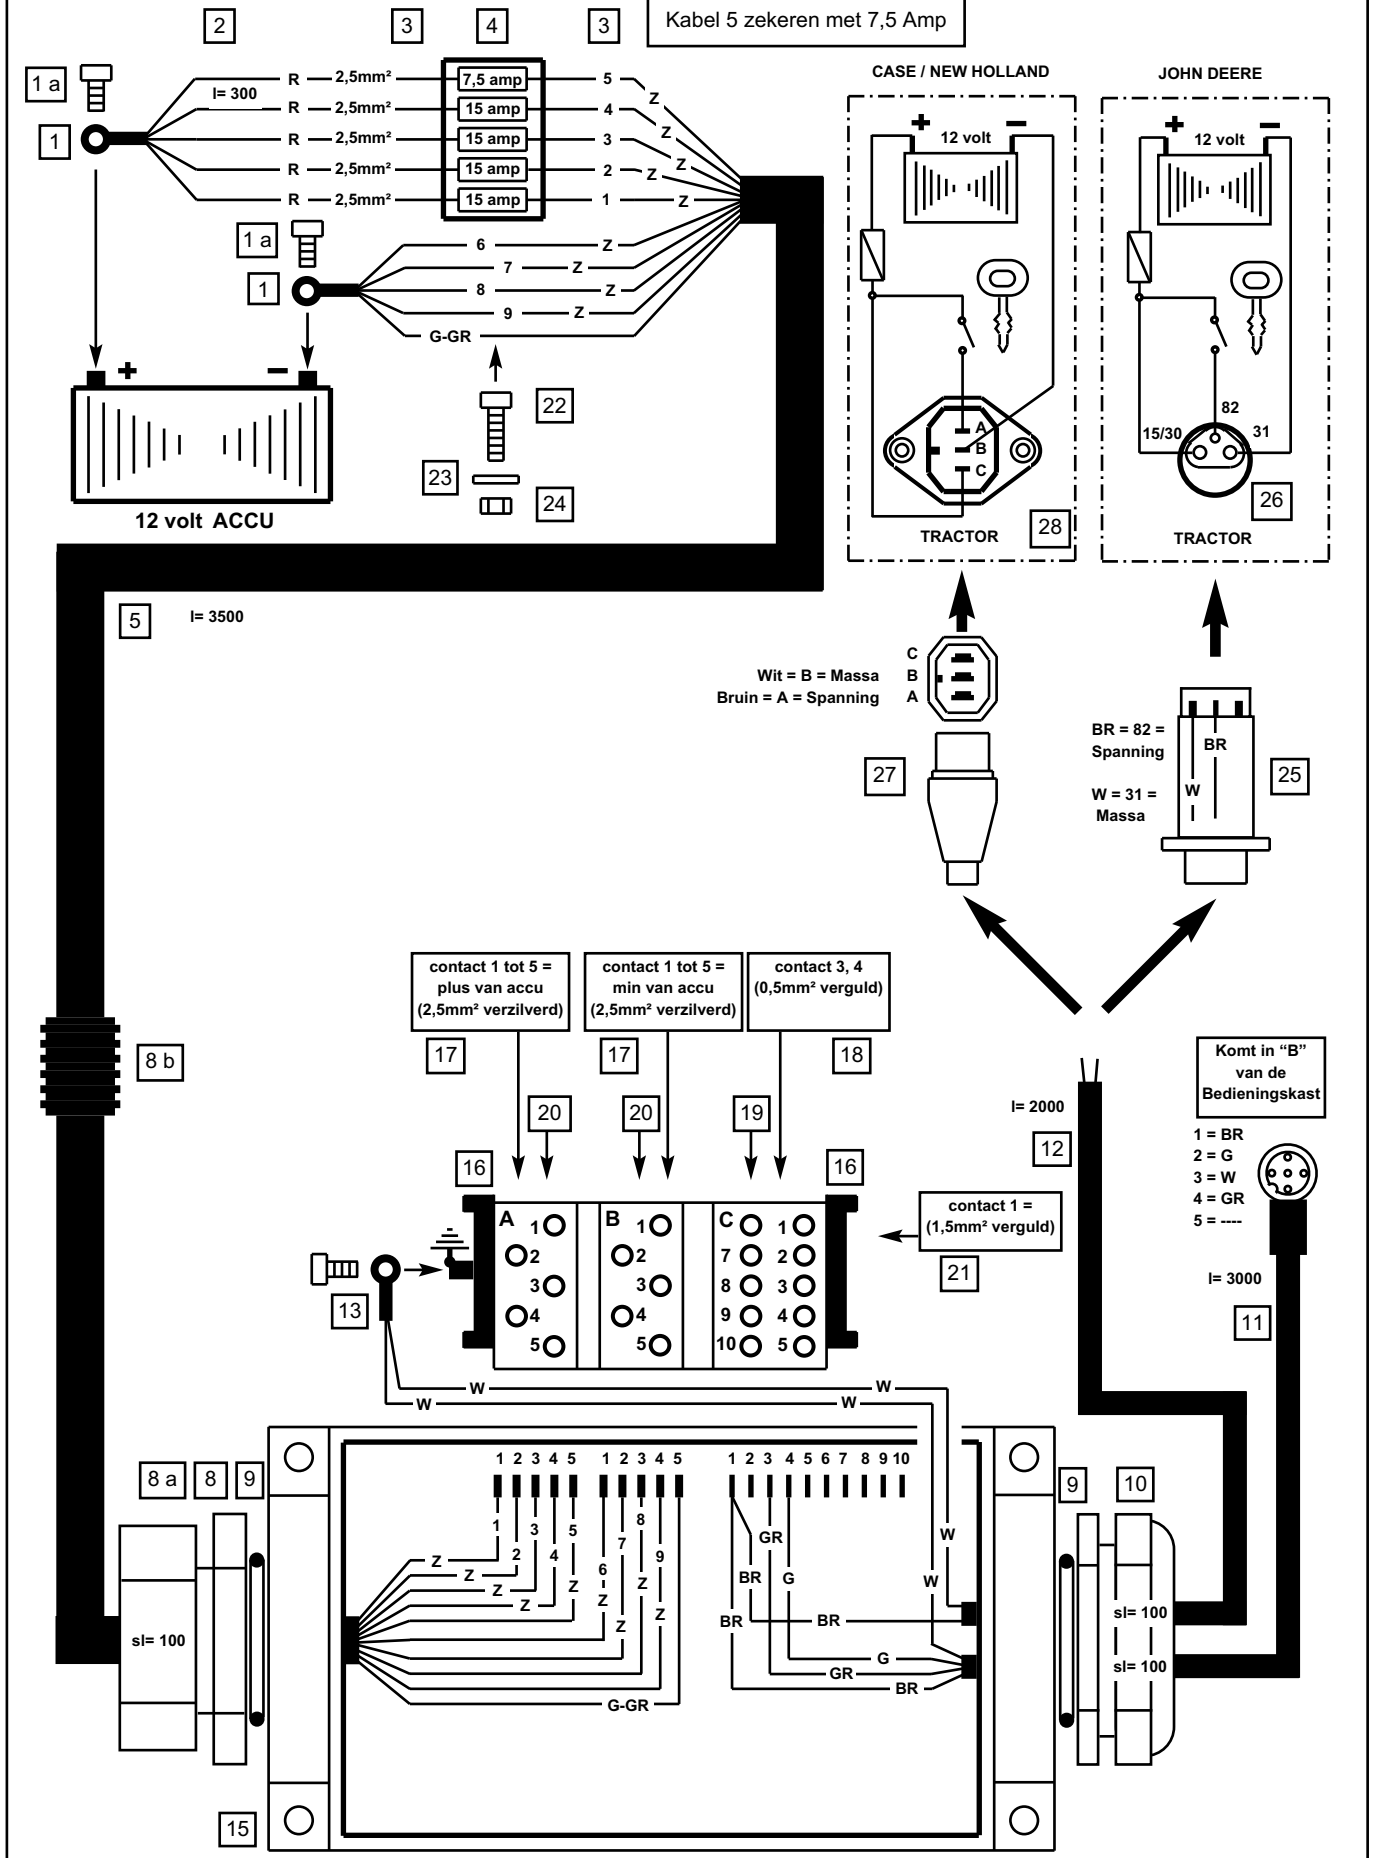 Kabel 5 zekeren met 7,5 Amp
2
3
4
3
1 a
1
l= 300
R 2,5mm² 7,5 amp 5 Z
R 2,5mm² 15 amp 4 Z
R 2,5mm² 15 amp 3 Z
R 2,5mm² 15 amp 2 Z
R 2,5mm² 15 amp 1 Z
1 a
1
6 Z
7 Z
8 Z
9 Z
G-GR
+ −
12 volt ACCU
22
23
24
CASE / NEW HOLLAND
+ −
12 volt
A
B
C
TRACTOR
28
JOHN DEERE
+ −
12 volt
82
15/30
31
26
TRACTOR
5
l= 3500
C
B
A
Wit = B = Massa
Bruin = A = Spanning
27
BR = 82 =
Spanning
W = 31 =
Massa
BR
W
25
contact 1 tot 5 =
plus van accu
(2,5mm² verzilverd)
contact 1 tot 5 =
min van accu
(2,5mm² verzilverd)
contact 3, 4
(0,5mm² verguld)
17
17
18
8 b
20
20
19
16
16
contact 1 =
(1,5mm² verguld)
21
l= 2000
12
Komt in “B”
van de
Bedieningskast
1 = BR
2 = G
3 = W
4 = GR
5 = ----
l= 3000
11
13
A 1 B 1 C 1
2 2 7 2
3 3 8 3
4 4 9 4
5 5 10 5
W W
W W
8 a
8
9
1 2 3 4 5 1 2 3 4 5 1 2 3 4 5 6 7 8 9 10
1 2 3 4 5 6 7 8 9
Z
Z
Z
Z
Z Z Z Z Z
G-GR
GR
BR
G
BR
BR
G
GR
BR
W
W
9
10
sl= 100
sl= 100
sl= 100
15